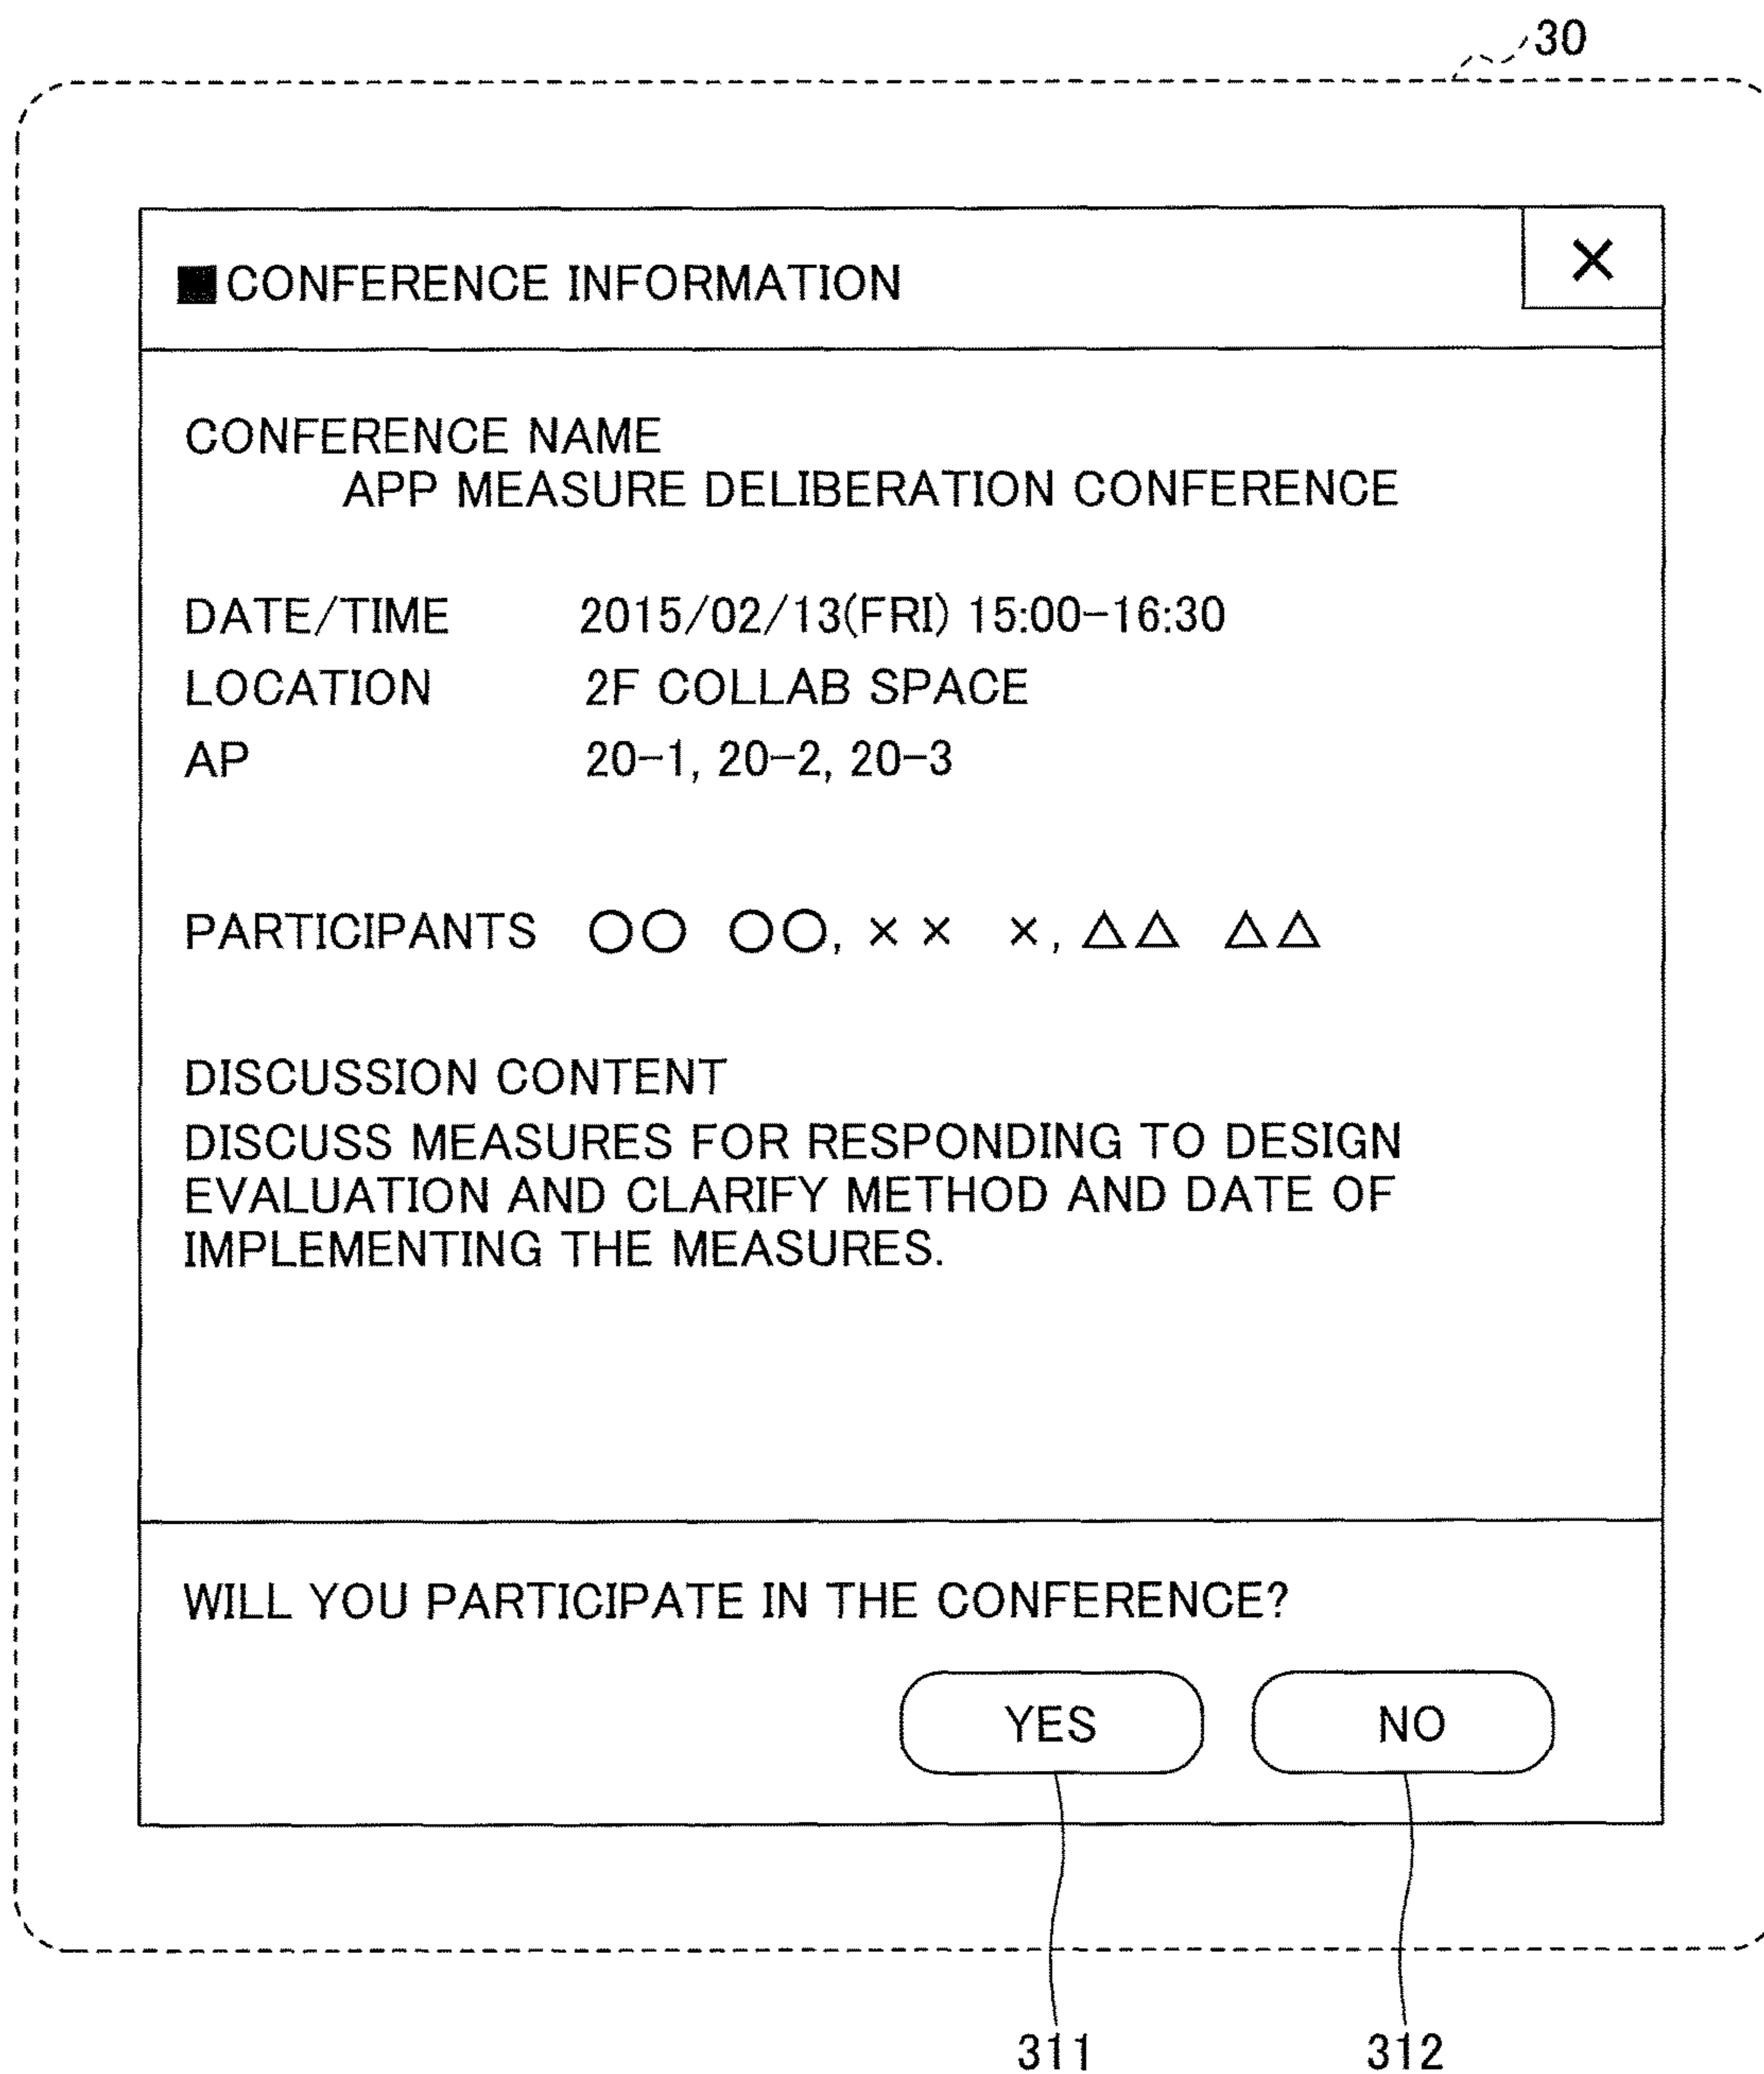 30
■CONFERENCE INFORMATION ×
CONFERENCE NAME
APP MEASURE DELIBERATION CONFERENCE
DATE/TIME 2015/02/13(FRI) 15:00-16:30
LOCATION 2F COLLAB SPACE
AP 20-1, 20-2, 20-3
PARTICIPANTS ○○ ○○, ×× ×, △△ △△
DISCUSSION CONTENT
DISCUSS MEASURES FOR RESPONDING TO DESIGN
EVALUATION AND CLARIFY METHOD AND DATE OF
IMPLEMENTING THE MEASURES.
WILL YOU PARTICIPATE IN THE CONFERENCE?
YES NO
311 312